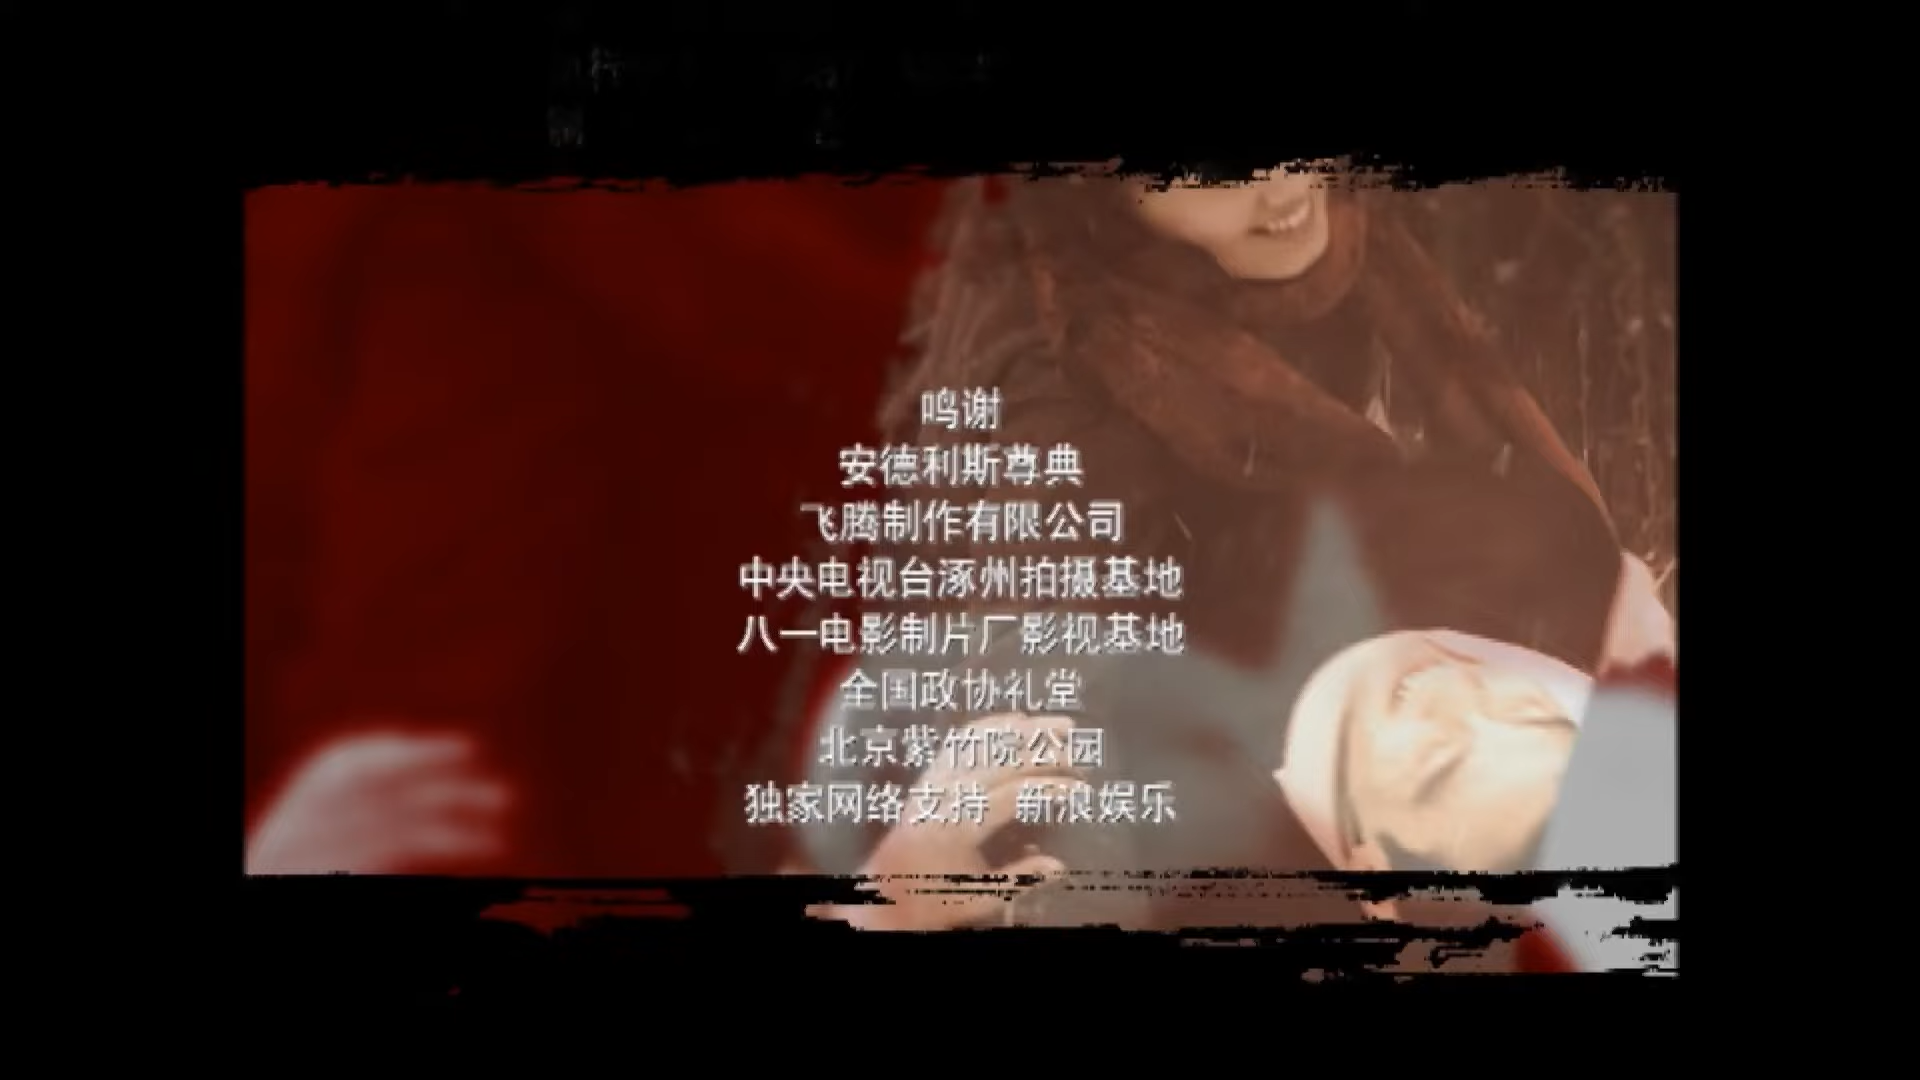 鸣谢
安德利斯尊典
飞腾制作有限公司
中央电视台涿州拍摄基地
八一电影制片厂影视基地
全国政协礼堂
北京紫竹院公园
独家网络支持 新浪娱乐